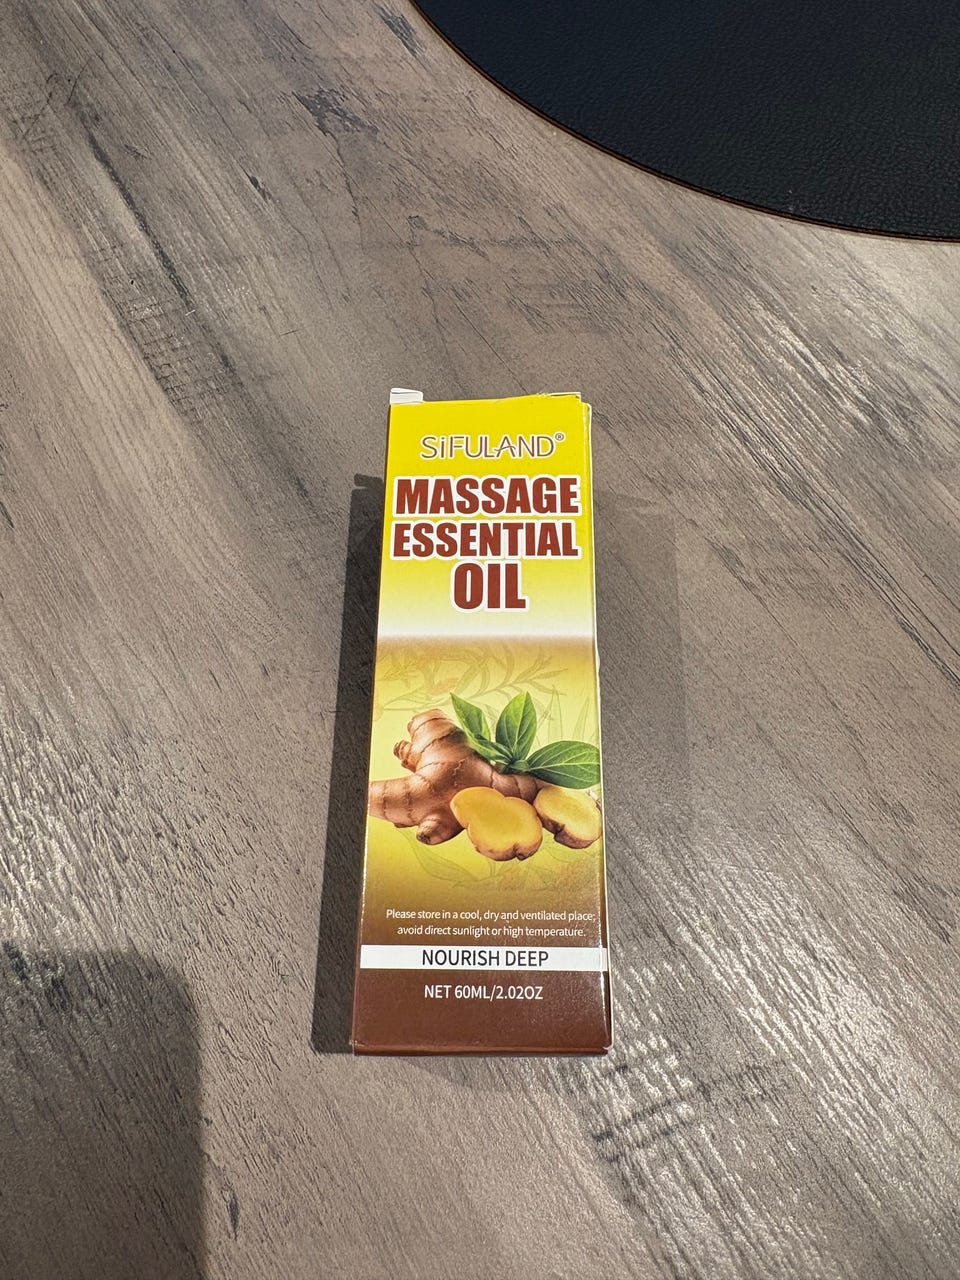 SiFULAND®
MASSAGE
ESSENTIAL
OIL
Please store in a cool, dry and ventilated place;
avoid direct sunlight or high temperature.
NOURISH DEEP
NET 60ML/2.02OZ